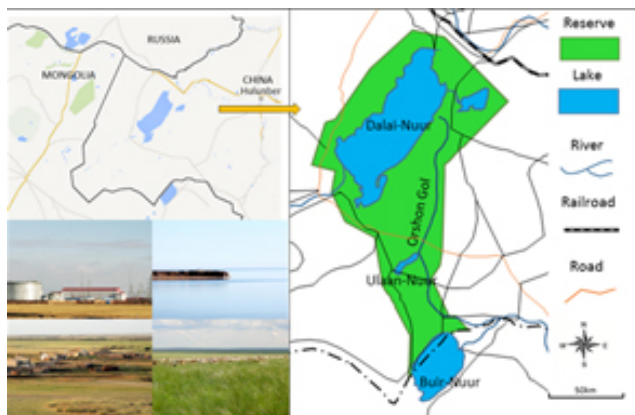 RUSSIA
MONGOLIA
CHINA
Hulunber
Dalai-Nuur
Orshon Gol
Ulaan-Nuur
Buir-Nuur
Reserve
Lake
River
Railroad
Road
N
W
E
S
50km